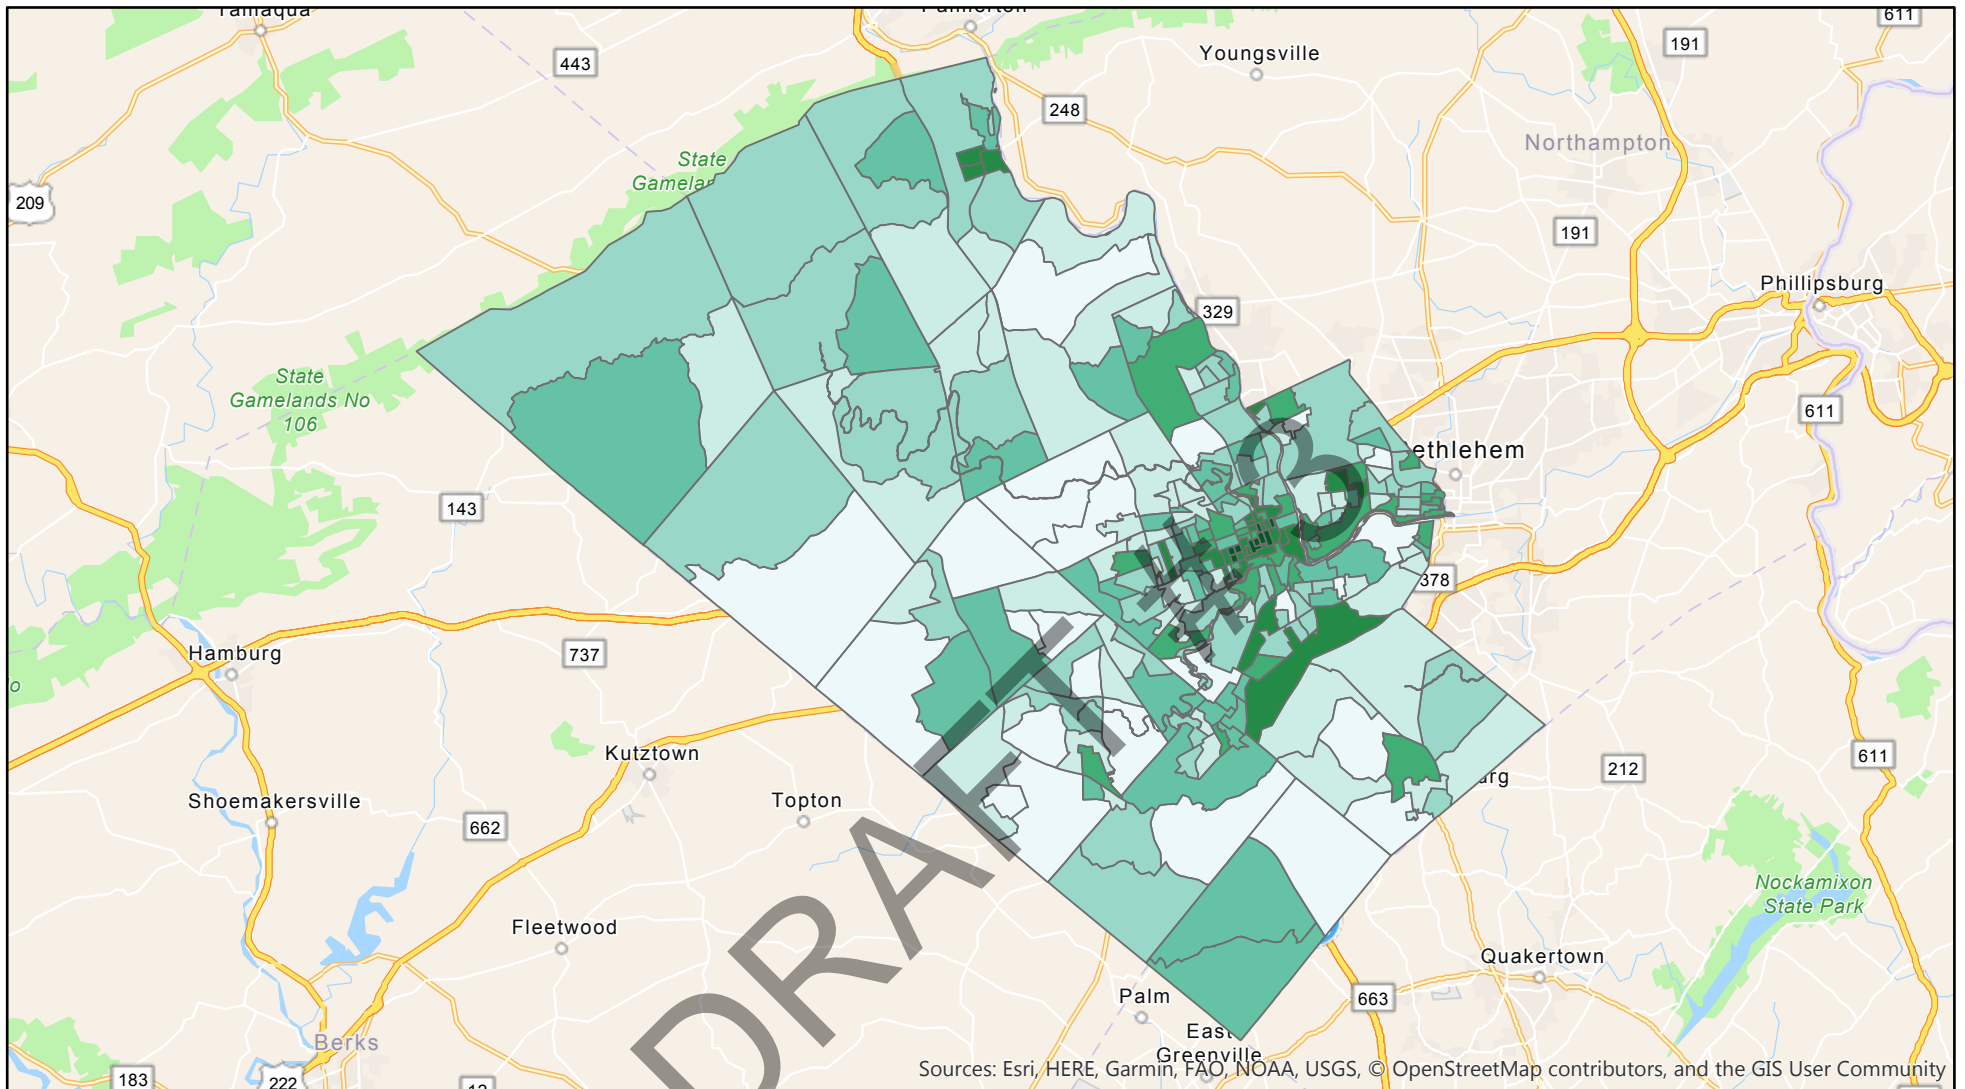 Tamaqua
Palmerton
611
443
Youngsville
191
248
State
Northampton
209
191
Phillipsburg
329
State
Gamelands No
106
611
143
378
Hamburg
737
Kutztown
611
212
Shoemakersville
Topton
662
Nockamixon
State Park
Fleetwood
Quakertown
Palm
663
East
Greenville
Berks
DRAFT
Sources: Esri, HERE, Garmin, FAO, NOAA, USGS, © OpenStreetMap contributors, and the GIS User Community
183
222